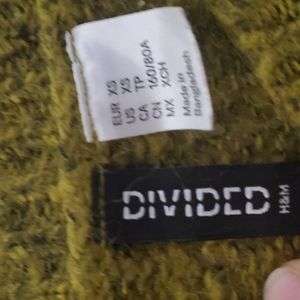 EUR XS
US XS
CA TP
CN 160/80A
MX XCH
Made in
Bangladesh
DIVIDED
H&M